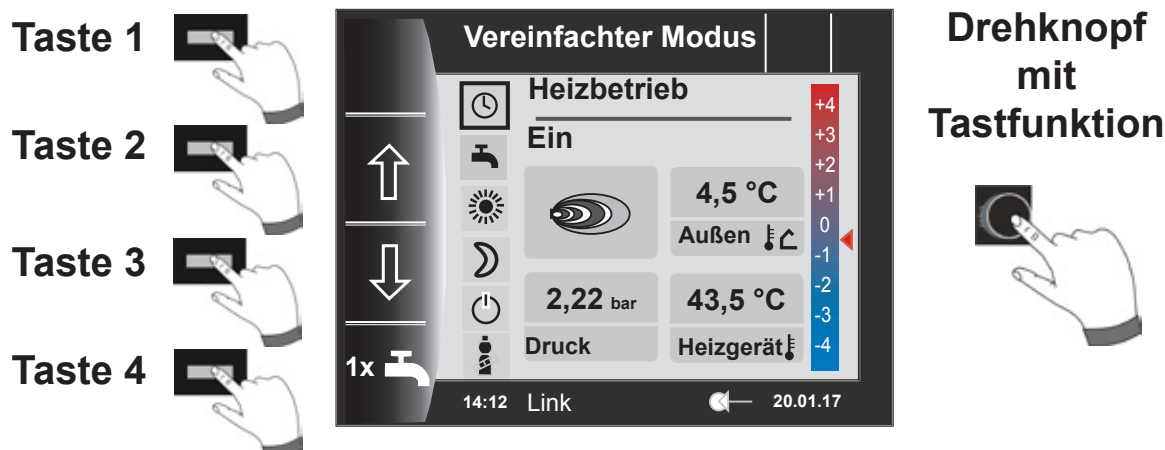 Taste 1
Taste 2
Taste 3
Taste 4
Vereinfachter Modus
Heizbetrieb
Ein
4,5 °C
Außen
2,22 bar
Druck
43,5 °C
Heizgerät
+4
+3
+2
+1
0
-1
-2
-3
-4
1x
14:12 Link 20.01.17
Drehknopf
mit
Tastfunktion